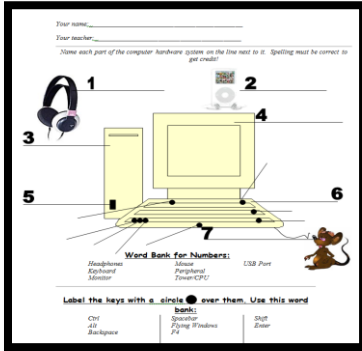 Your name:
Your teacher:
Name each part of the computer hardware system on the line next to it. Spelling must be correct to
get credit!
1
2
4
3
5
6
7
Word Bank for Numbers:
Headphones Mouse USB Port
Keyboard Peripheral
Monitor Tower/CPU
Label the keys with a circle over them. Use this word
bank:
Ctrl Spacebar Shift
Alt Flying Windows Enter
Backspace F4